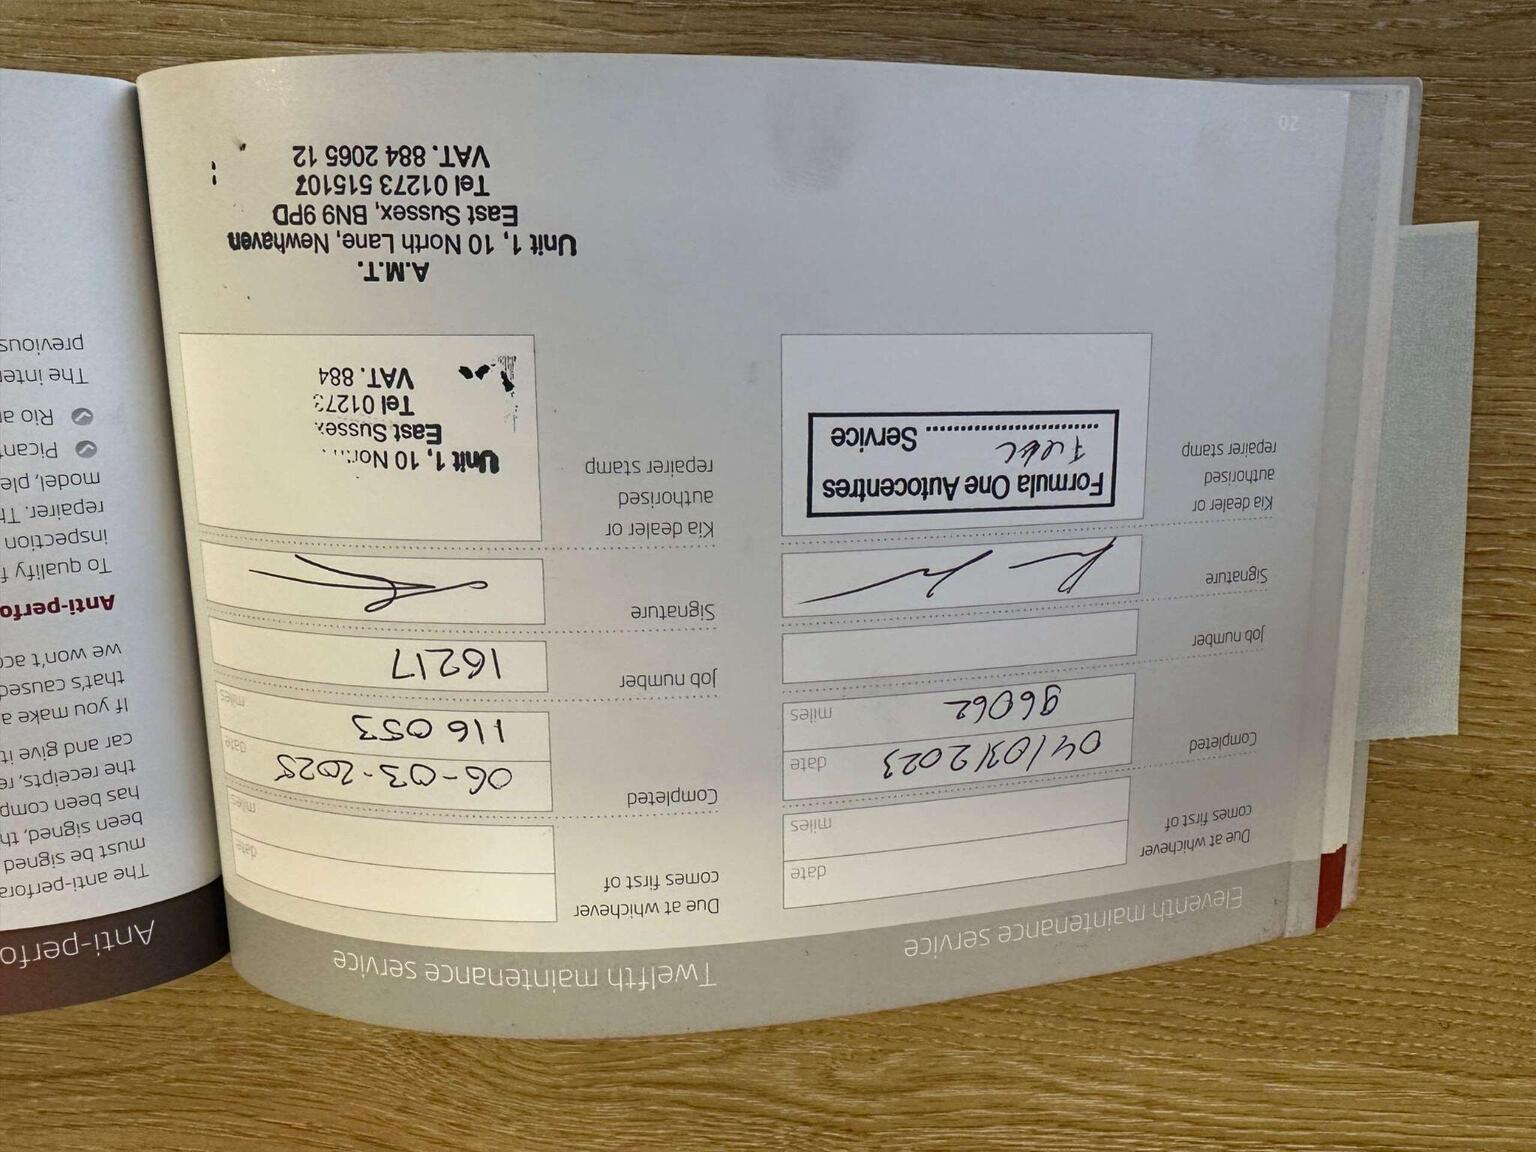 Eleventh maintenance service
Due at whichever
comes first of
date
miles
Completed
04/03/2023
date
96062
miles
Job number
Signature
Kia dealer or
authorised
repairer stamp
Formula One Autocentres
Service
20
Twelfth maintenance service
Due at whichever
comes first of
date
miles
Completed
06-03-2025
date
116053
miles
Job number
16217
Signature
Kia dealer or
authorised
repairer stamp
Unit 1, 10 Nor
East Sussex
Tel 01273
VAT. 884
A.M.T.
Unit 1, 10 North Lane, Newhaven
East Sussex, BN9 9PD
Tel 01273 515107
VAT. 884 2065 12
Anti-perfo
The anti-perfora
must be signed
been signed, th
has been comp
the receipts, re
car and give it
If you make a
that's caused
we won't acc
Anti-perfo
To qualify f
inspection
repairer. Th
model, ple
Picant
Rio an
The inter
previous